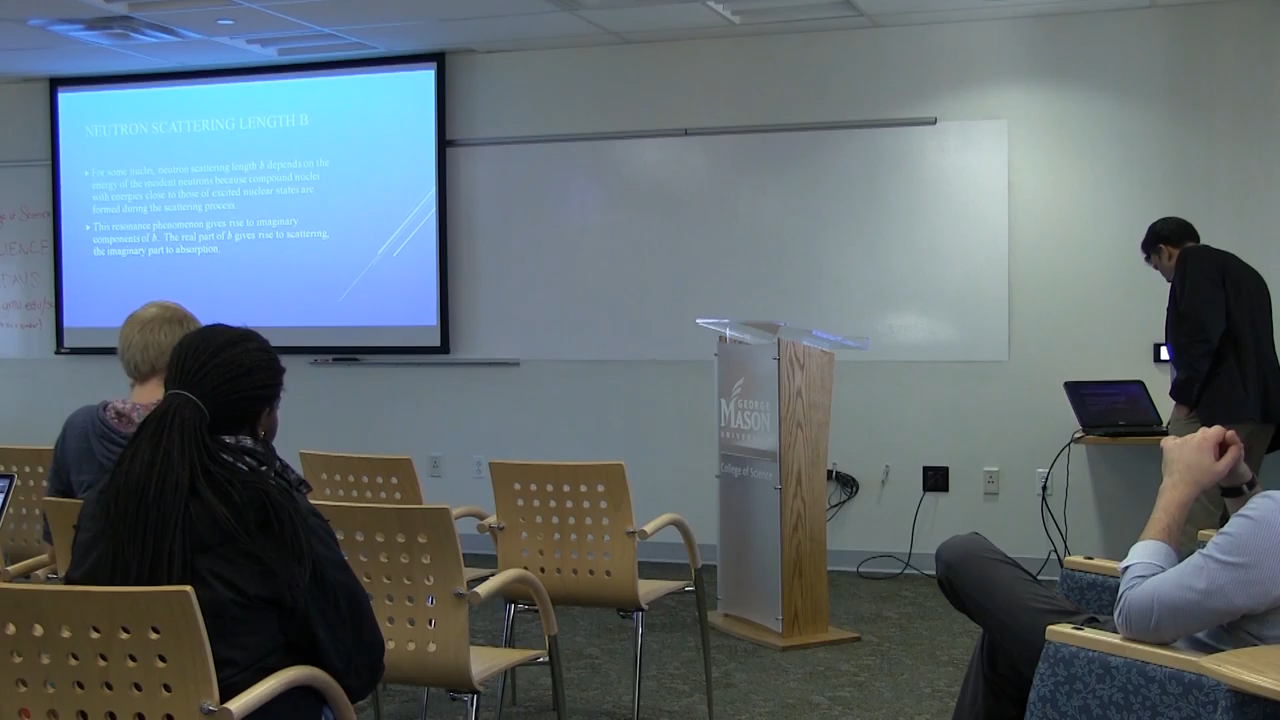 NEUTRON SCATTERING LENGTH B
For some nuclei, neutron scattering length b depends on the
energy of the incident neutrons because compound nuclei
with energies close to those of excited nuclear states are
formed during the scattering process.
This resonance phenomenon gives rise to imaginary
components of b. The real part of b gives rise to scattering,
the imaginary part to absorption.
Science
DAYS
GEORGE
MASON
College of Science